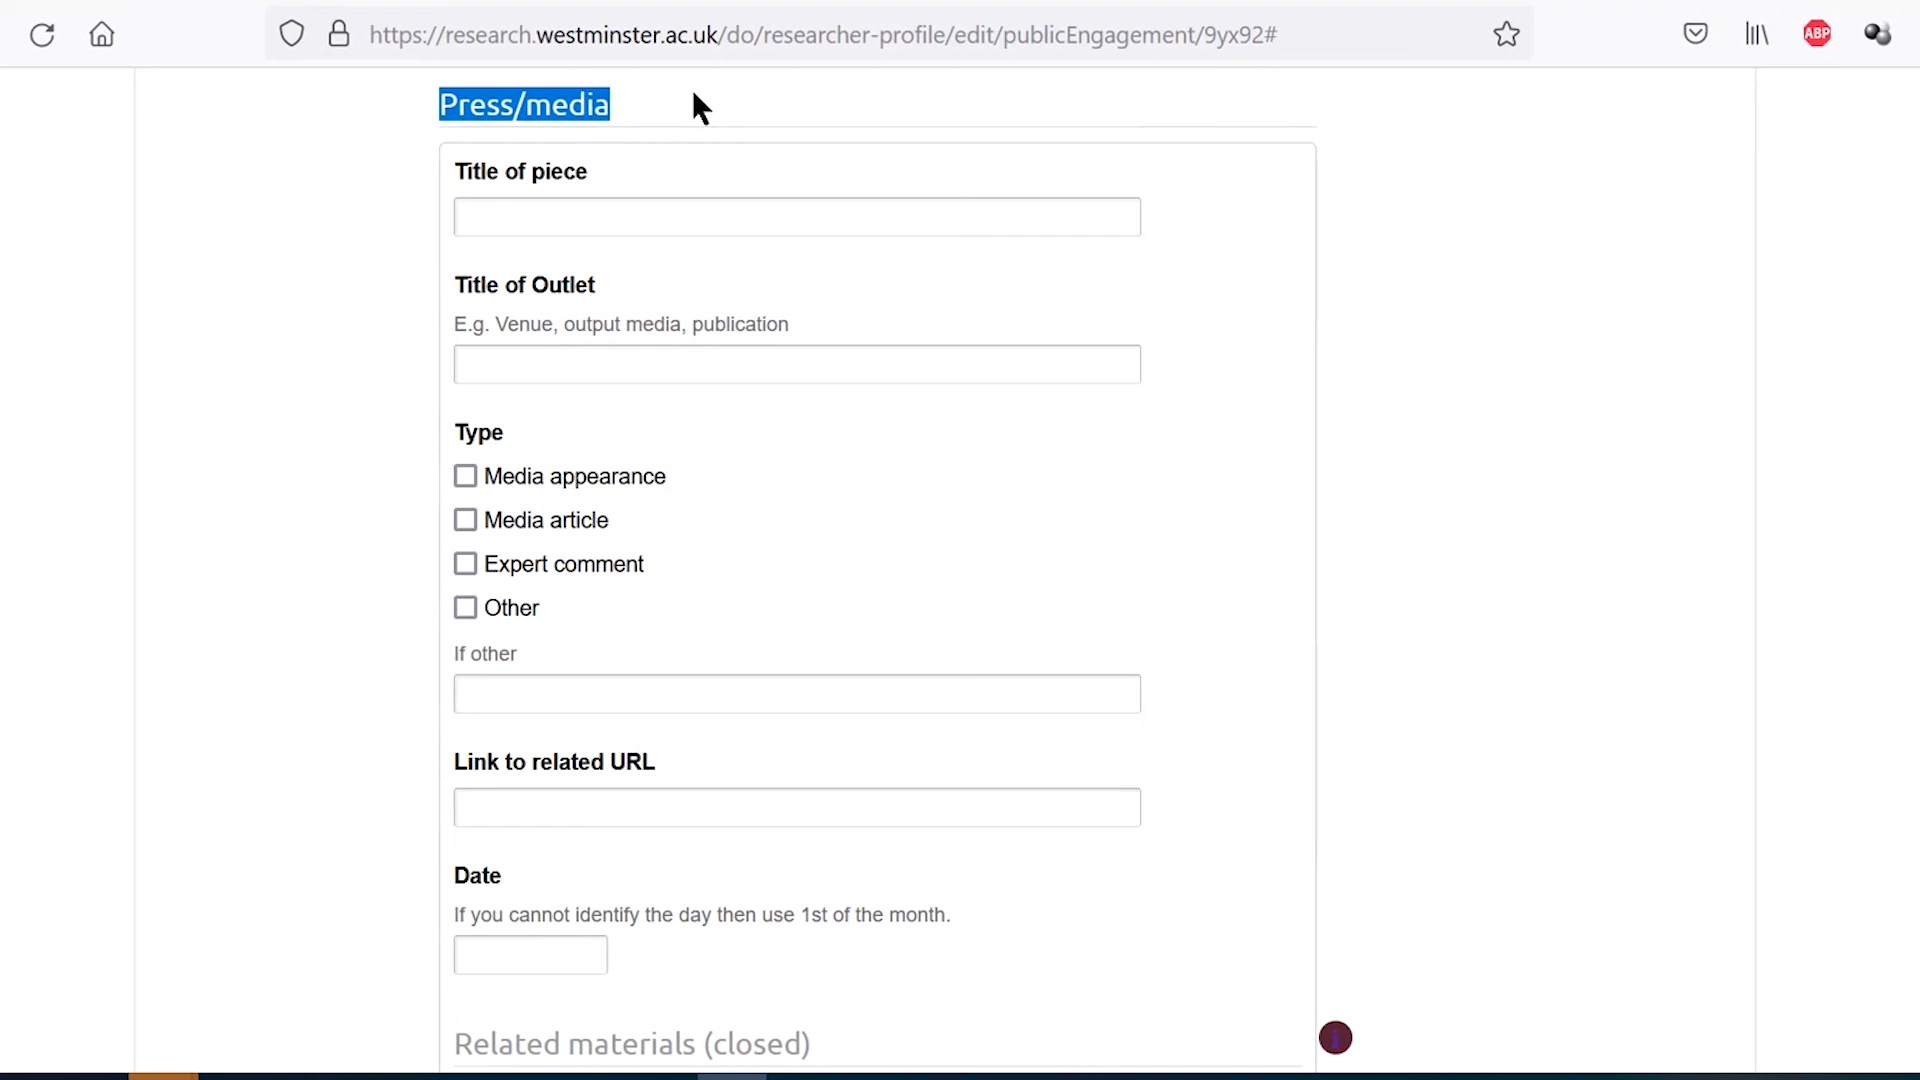 https://research.westminster.ac.uk/do/researcher-profile/edit/publicEngagement/9yx92#
ABP
Press/media
Title of piece
Title of Outlet
E.g. Venue, output media, publication
Type
Media appearance
Media article
Expert comment
Other
If other
Link to related URL
Date
If you cannot identify the day then use 1st of the month.
Related materials (closed)
i